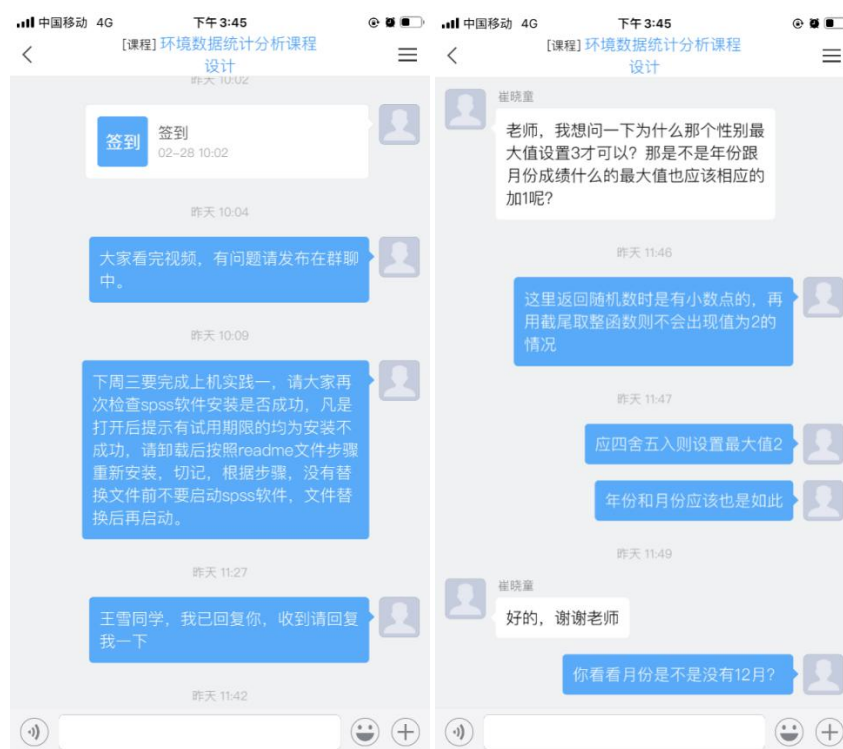 中国移动 4G 下午3:45
[课程] 环境数据统计分析课程
设计
昨天 10:02
签到
签到
02-28 10:02
昨天 10:04
大家看完视频，有问题请发布在群聊
中。
昨天 10:09
下周三要完成上机实践一，请大家再
次检查spss软件安装是否成功，凡是
打开后提示有试用期限的均为安装不
成功，请卸载后按照readme文件步骤
重新安装，切记，根据步骤，没有替
换文件前不要启动spss软件，文件替
换后再启动。
昨天 11:27
王雪同学，我已回复你，收到请回复
我一下
昨天 11:42
中国移动 4G 下午3:45
[课程] 环境数据统计分析课程
设计
崔晓童
老师，我想问一下为什么那个性别最
大值设置3才可以？那是不是年份跟
月份成绩什么的最大值也应该相应的
加1呢？
昨天 11:46
这里返回随机数时是有小数点的，再
用截尾取整函数则不会出现值为2的
情况
昨天 11:47
应四舍五入则设置最大值2
年份和月份应该也是如此
昨天 11:49
崔晓童
好的，谢谢老师
你看看月份是不是没有12月？